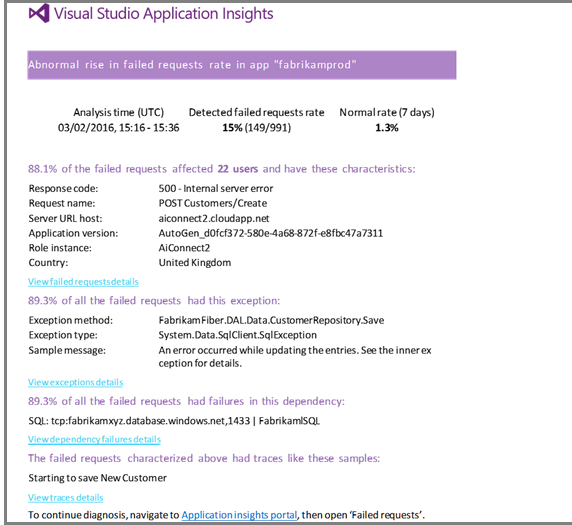 Visual Studio Application Insights
Abnormal rise in failed requests rate in app "fabrikamprod"
Analysis time (UTC) Detected failed requests rate Normal rate (7 days)
03/02/2016, 15:16 - 15:36 15% (149/991) 1.3%
88.1% of the failed requests affected 22 users and have these characteristics:
Response code: 500 - Internal server error
Request name: POST Customers/Create
Server URL host: aiconnect2.cloudapp.net
Application version: AutoGen_d0fcf372-580e-4a68-872f-e8fbc47a7311
Role instance: AiConnect2
Country: United Kingdom
View failed requests details
89.3% of all the failed requests had this exception:
Exception method: FabrikamFiber.DAL.Data.CustomerRepository.Save
Exception type: System.Data.SqlClient.SqlException
Sample message: An error occurred while updating the entries. See the inner ex
ception for details.
View exceptions details
89.3% of all the failed requests had failures in this dependency:
SQL: tcp:fabrikamxyz.database.windows.net,1433 | FabrikamlSQL
View dependency failures details
The failed requests characterized above had traces like these samples:
Starting to save New Customer
View traces details
To continue diagnosis, navigate to Application insights portal, then open ‘Failed requests’.